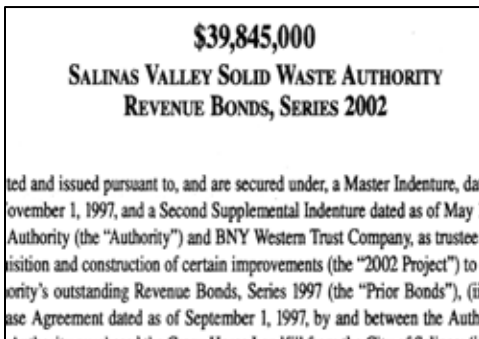 $39,845,000
SALINAS VALLEY SOLID WASTE AUTHORITY
REVENUE BONDS, SERIES 2002
ted and issued pursuant to, and are secured under, a Master Indenture, da
ovember 1, 1997, and a Second Supplemental Indenture dated as of May
Authority (the “Authority”) and BNY Western Trust Company, as trustee
isition and construction of certain improvements (the “2002 Project”) to
ority’s outstanding Revenue Bonds, Series 1997 (the “Prior Bonds”), (ii
ase Agreement dated as of September 1, 1997, by and between the Auth